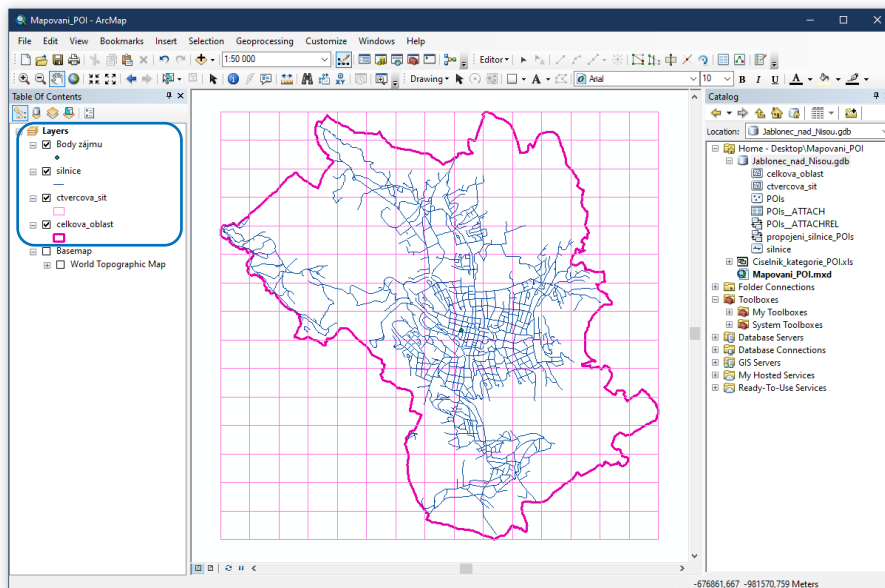 Mapovani_POI - ArcMap
File Edit View Bookmarks Insert Selection Geoprocessing Customize Windows Help
1:50 000
Editor
Drawing
Arial
10
B I U A
Table Of Contents
Layers
Body zájmu
silnice
ctvercova_sit
celkova_oblast
Basemap
World Topographic Map
Catalog
Location: Jablonec_nad_Nisou.gdb
Home - Desktop\Mapovani_POI
Jablonec_nad_Nisou.gdb
celkova_oblast
ctvercova_sit
POIs
POIs__ATTACH
POIs__ATTACHREL
propojeni_silnice_POIs
silnice
Ciselnik_kategorie_POI.xls
Mapovani_POI.mxd
Folder Connections
Toolboxes
My Toolboxes
System Toolboxes
Database Servers
Database Connections
GIS Servers
My Hosted Services
Ready-To-Use Services
-676861,667 -981570,759 Meters